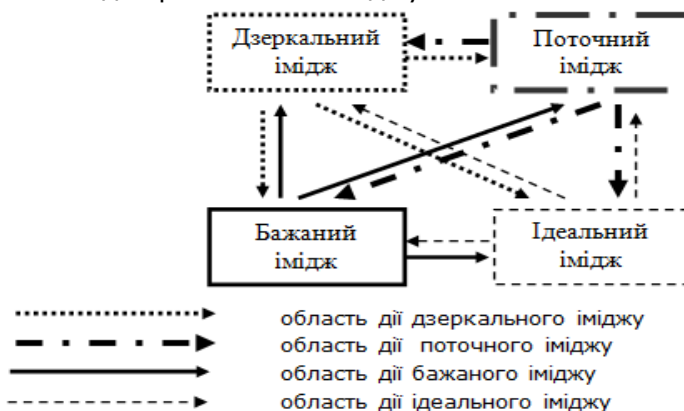 Дзеркальний
імідж
Поточний
імідж
Бажаний
імідж
Ідеальний
імідж
область дії дзеркального іміджу
область дії поточного іміджу
область дії бажаного іміджу
область дії ідеального іміджу